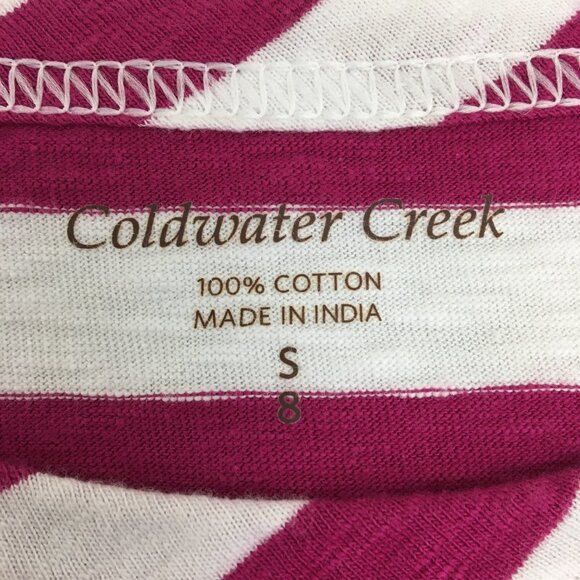 Coldwater Creek
100% COTTON
MADE IN INDIA
S
8